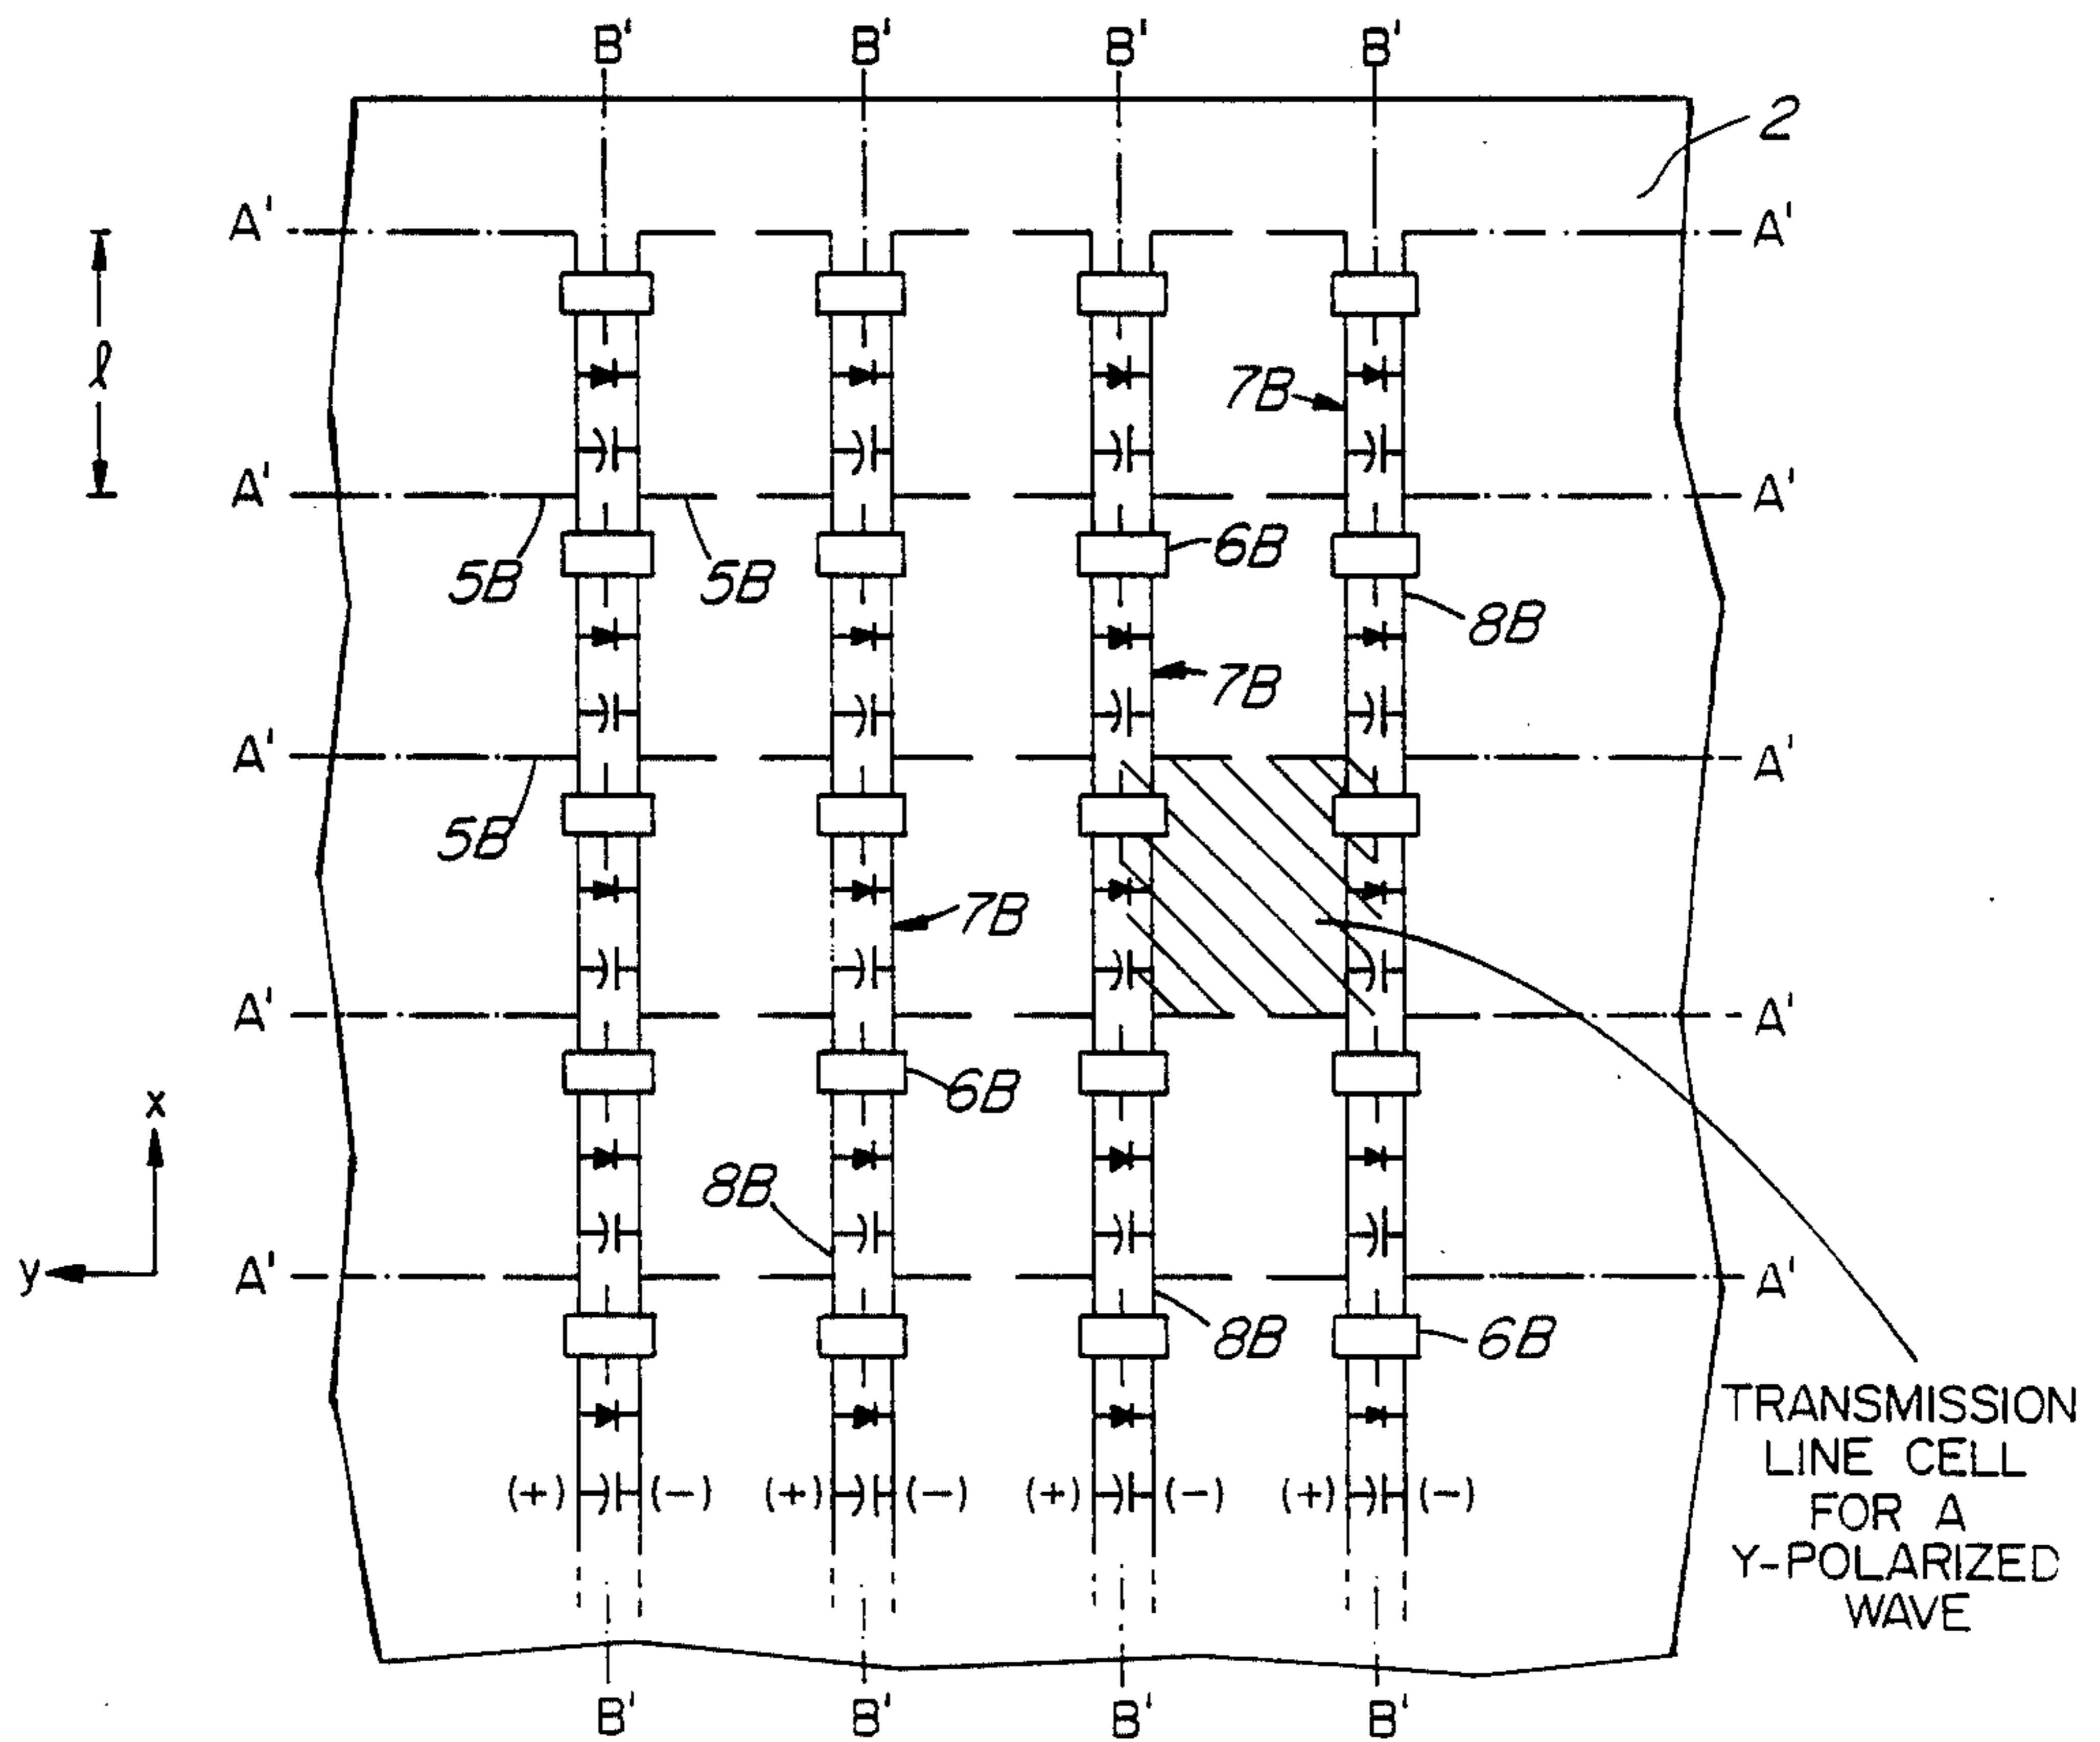 B' B' B' B'
2
A' A'
ℓ
7B
A' A'
5B 5B 6B
8B
7B
A' A'
5B
7B
A' A'
6B
x
8B
y A' A'
8B 6B
TRANSMISSION
LINE CELL
FOR A
Y-POLARIZED
WAVE
(+) (-) (+) (-) (+) (-) (+) (-)
B' B' B' B'